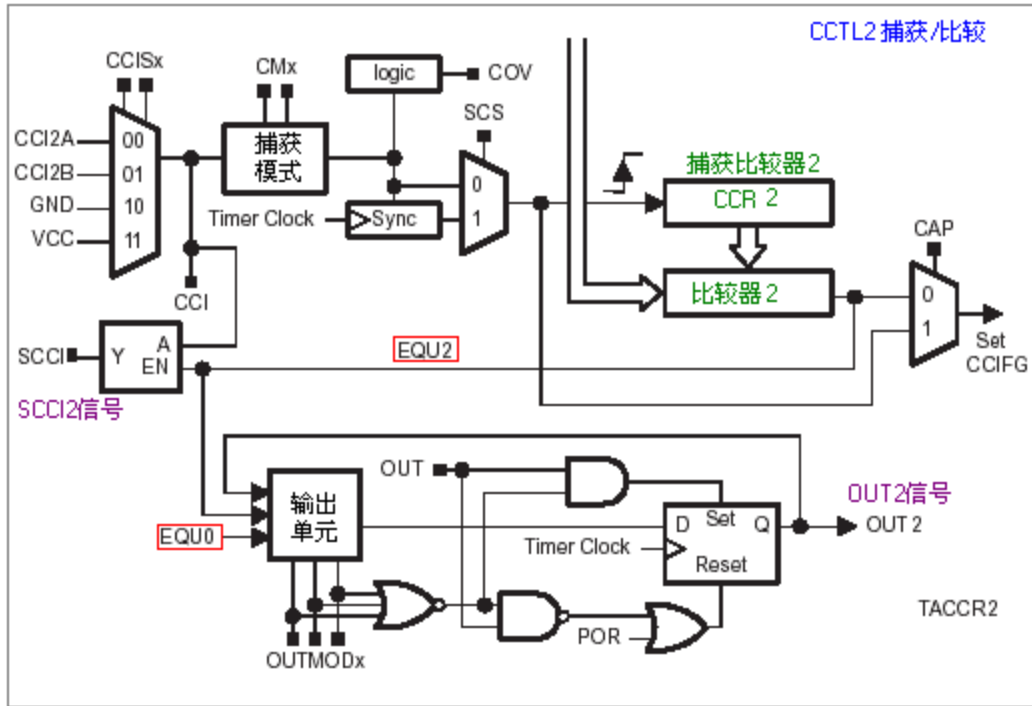 CCTL2 捕获/比较
CCISx
CMx
logic
COV
SCS
CCI2A
CCI2B
GND
VCC
00
01
10
11
捕获
模式
0
1
Timer Clock
Sync
捕获比较器2
CCR 2
比较器2
CAP
0
1
Set
CCIFG
CCI
SCCI
Y
A
EN
EQU2
SCCI2信号
OUT
输出
单元
EQU0
D
Set
Q
Timer Clock
Reset
OUT2信号
OUT 2
OUTMODx
POR
TACCR2